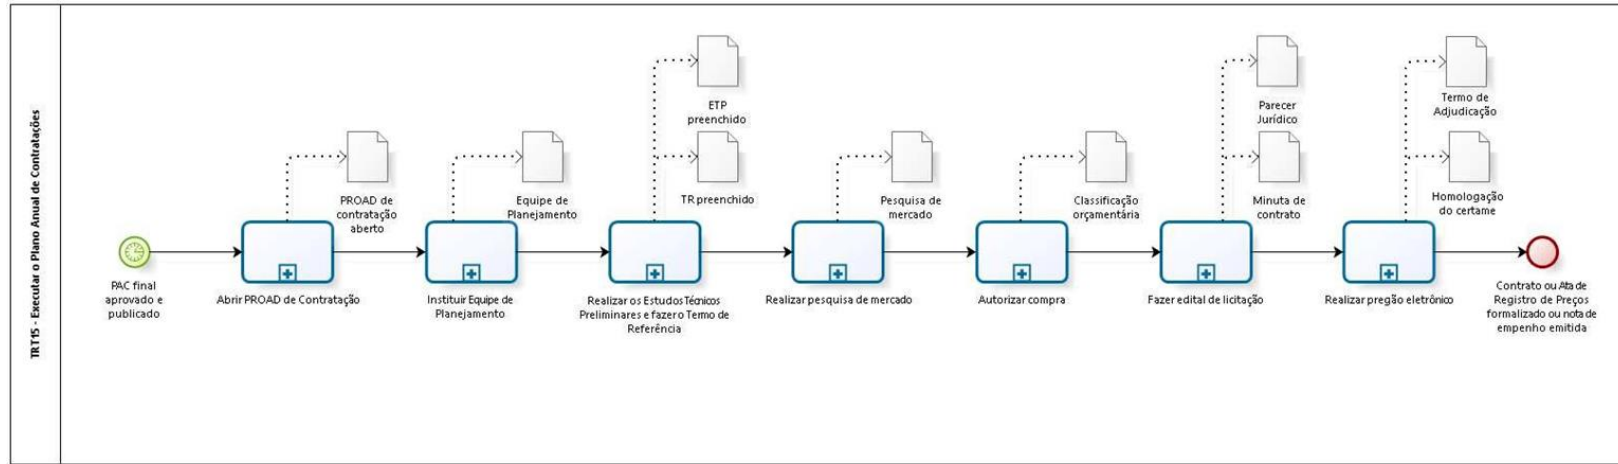 TRT15 - Executar o Plano Anual de Contratações
PAC final
aprovado e
publicado
Abrir PROAD de Contratação
PROAD de
contratação
aberto
Instituir Equipe de
Planejamento
Equipe de
Planejamento
Realizar os Estudos Técnicos
Preliminares e fazer o Termo de
Referência
ETP
preenchido
TR preenchido
Realizar pesquisa de mercado
Pesquisa de
mercado
Autorizar compra
Classificação
orçamentária
Fazer edital de licitação
Parecer
Jurídico
Minuta de
contrato
Realizar pregão eletrônico
Termo de
Adjudicação
Homologação
do certame
Contrato ou Ata de
Registro de Preços
formalizado ou nota de
empenho emitida